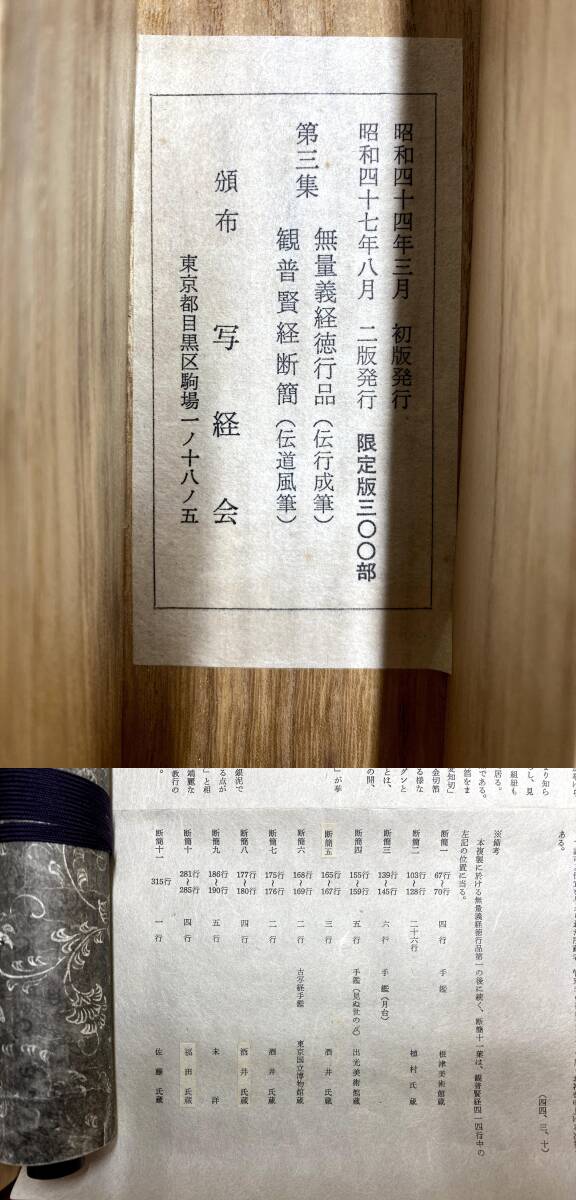 昭和四十四年三月　初版発行
昭和四十七年八月　二版発行　限定版三〇〇部
第三集　無量義経徳行品（伝行成筆）
観普賢経断簡（伝道風筆）
頒布　写経会
東京都目黒区駒場一ノ十八ノ五
ある。
（四四、三、十）
※備考
本複製に於ける無量義経徳行品第一の後に続く、断簡十一葉は、観普賢経四一四行中の
左記の位置に当る。
断簡一　67行～70行　四行　手鑑　根津美術館蔵
断簡二　103行～128行　二十六行　植村氏蔵
断簡三　139行～145行　六行　手鑑（月台）
断簡四　155行～159行　五行　手鑑（見ぬ世の友）　出光美術館蔵
断簡五　165行～167行　三行　酒井氏蔵
断簡六　168行～169行　二行　古写経手鑑　東京国立博物館蔵
断簡七　175行～176行　二行　酒井氏蔵
断簡八　177行～180行　四行　酒井氏蔵
断簡九　186行～190行　五行　未詳
断簡十　281行～285行　四行　福田氏蔵
断簡十一　315行　一行　佐藤氏蔵